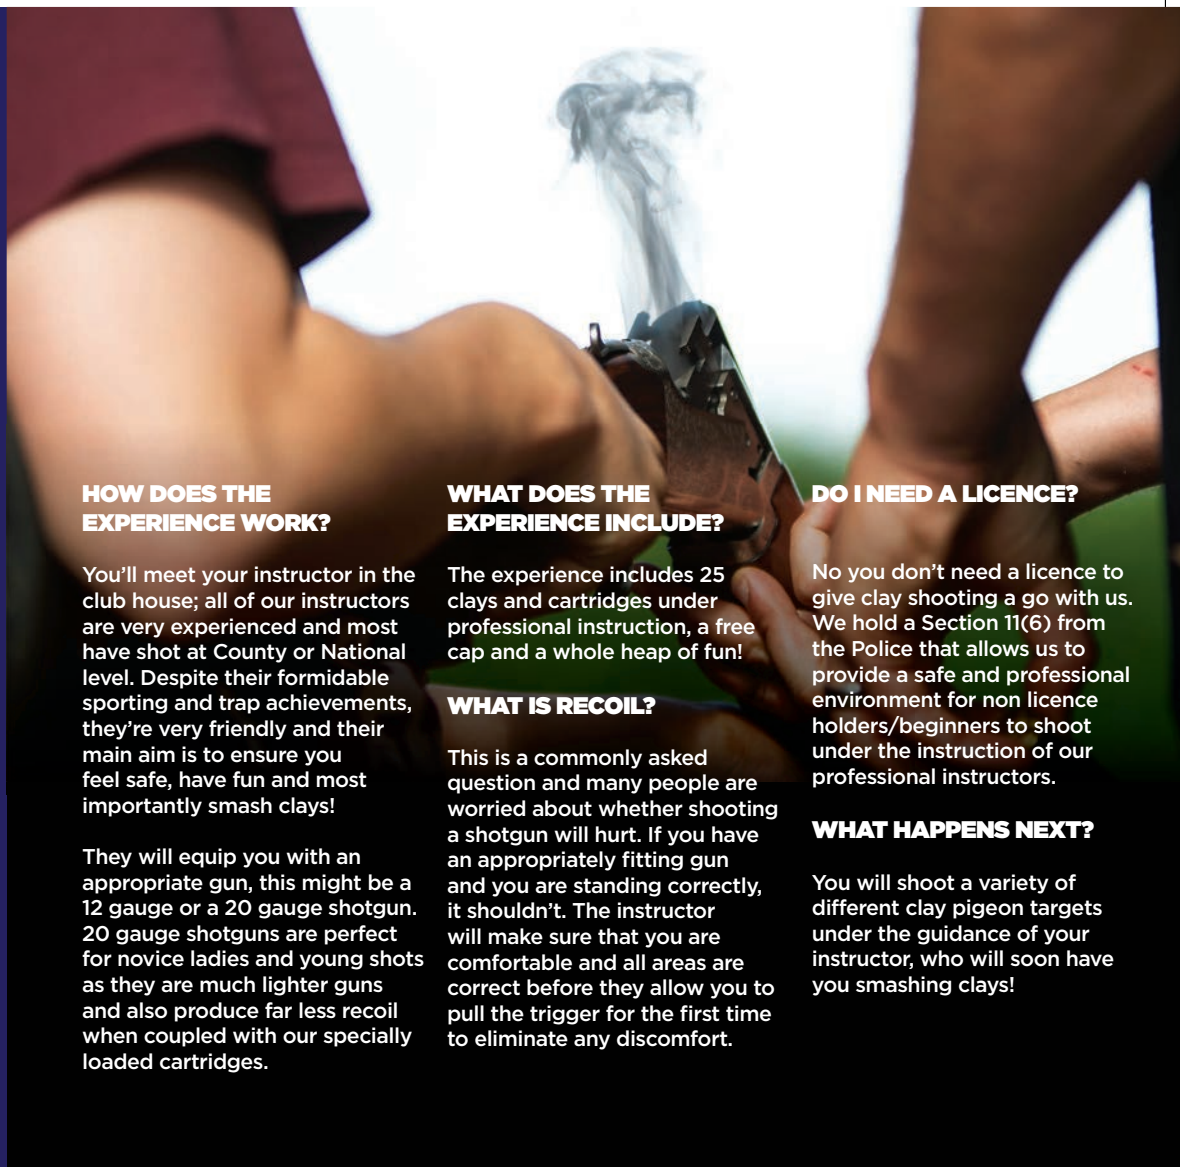 HOW DOES THE
EXPERIENCE WORK?
You'll meet your instructor in the
club house; all of our instructors
are very experienced and most
have shot at County or National
level. Despite their formidable
sporting and trap achievements,
they're very friendly and their
main aim is to ensure you
feel safe, have fun and most
importantly smash clays!
They will equip you with an
appropriate gun, this might be a
12 gauge or a 20 gauge shotgun.
20 gauge shotguns are perfect
for novice ladies and young shots
as they are much lighter guns
and also produce far less recoil
when coupled with our specially
loaded cartridges.
WHAT DOES THE
EXPERIENCE INCLUDE?
The experience includes 25
clays and cartridges under
professional instruction, a free
cap and a whole heap of fun!
WHAT IS RECOIL?
This is a commonly asked
question and many people are
worried about whether shooting
a shotgun will hurt. If you have
an appropriately fitting gun
and you are standing correctly,
it shouldn't. The instructor
will make sure that you are
comfortable and all areas are
correct before they allow you to
pull the trigger for the first time
to eliminate any discomfort.
DO I NEED A LICENCE?
No you don't need a licence to
give clay shooting a go with us.
We hold a Section 11(6) from
the Police that allows us to
provide a safe and professional
environment for non licence
holders/beginners to shoot
under the instruction of our
professional instructors.
WHAT HAPPENS NEXT?
You will shoot a variety of
different clay pigeon targets
under the guidance of your
instructor, who will soon have
you smashing clays!